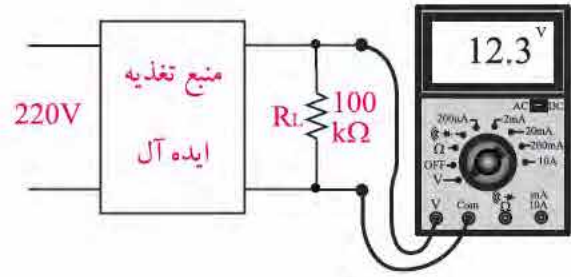 220V
منبع تغذیه
ایده آل
RL 100
kΩ
12.3 V
AC DC
200uA 2mA
20mA
Ω 200mA
OFF 10A
V
V Com Ω mA
10A